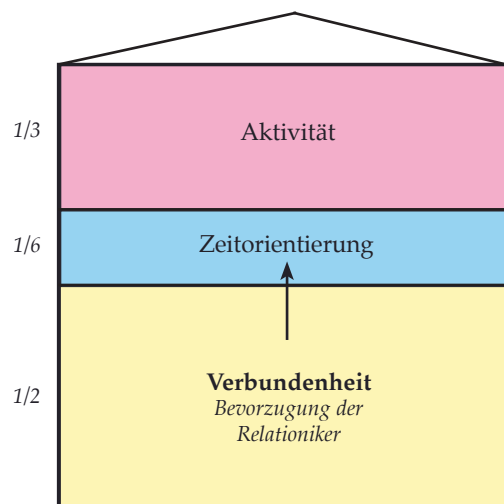 1/3
Aktivität
1/6
Zeitorientierung
1/2
Verbundenheit
Bevorzugung der
Relationiker